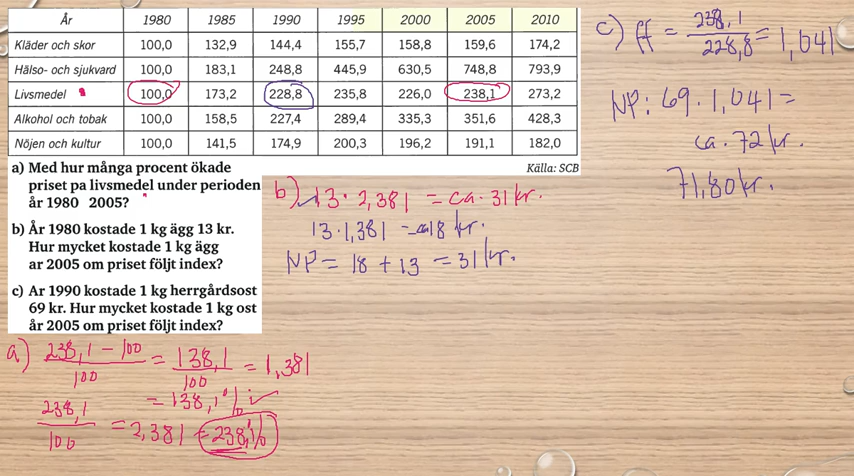 År 1980 1985 1990 1995 2000 2005 2010
Kläder och skor 100,0 132,9 144,4 155,7 158,8 159,6 174,2
Hälso- och sjukvard 100,0 183,1 248,8 445,9 630,5 748,8 793,9
Livsmedel 100,0 173,2 228,8 235,8 226,0 238,1 273,2
Alkohol och tobak 100,0 158,5 227,4 289,4 335,3 351,6 428,3
Nöjen och kultur 100,0 141,5 174,9 200,3 196,2 191,1 182,0
Källa: SCB
a) Med hur många procent ökade
priset pa livsmedel under perioden
år 1980 2005?
b) År 1980 kostade 1 kg ägg 13 kr.
Hur mycket kostade 1 kg ägg
ar 2005 om priset följt index?
c) Ar 1990 kostade 1 kg herrgårdsost
69 kr. Hur mycket kostade 1 kg ost
år 2005 om priset följt index?
a) 238,1 - 100 / 100 = 138,1 / 100 = 1,381
= 138,1%
238,1 / 100 = 2,381 = 238,1%
b) 13 · 2,381 = ca. 31 kr.
13 · 1,381 = ca 18 kr.
NP = 18 + 13 = 31 kr.
c) ff = 238,1 / 228,8 = 1,041
NP: 69 · 1,041 =
ca. 72 kr.
71,80 kr.